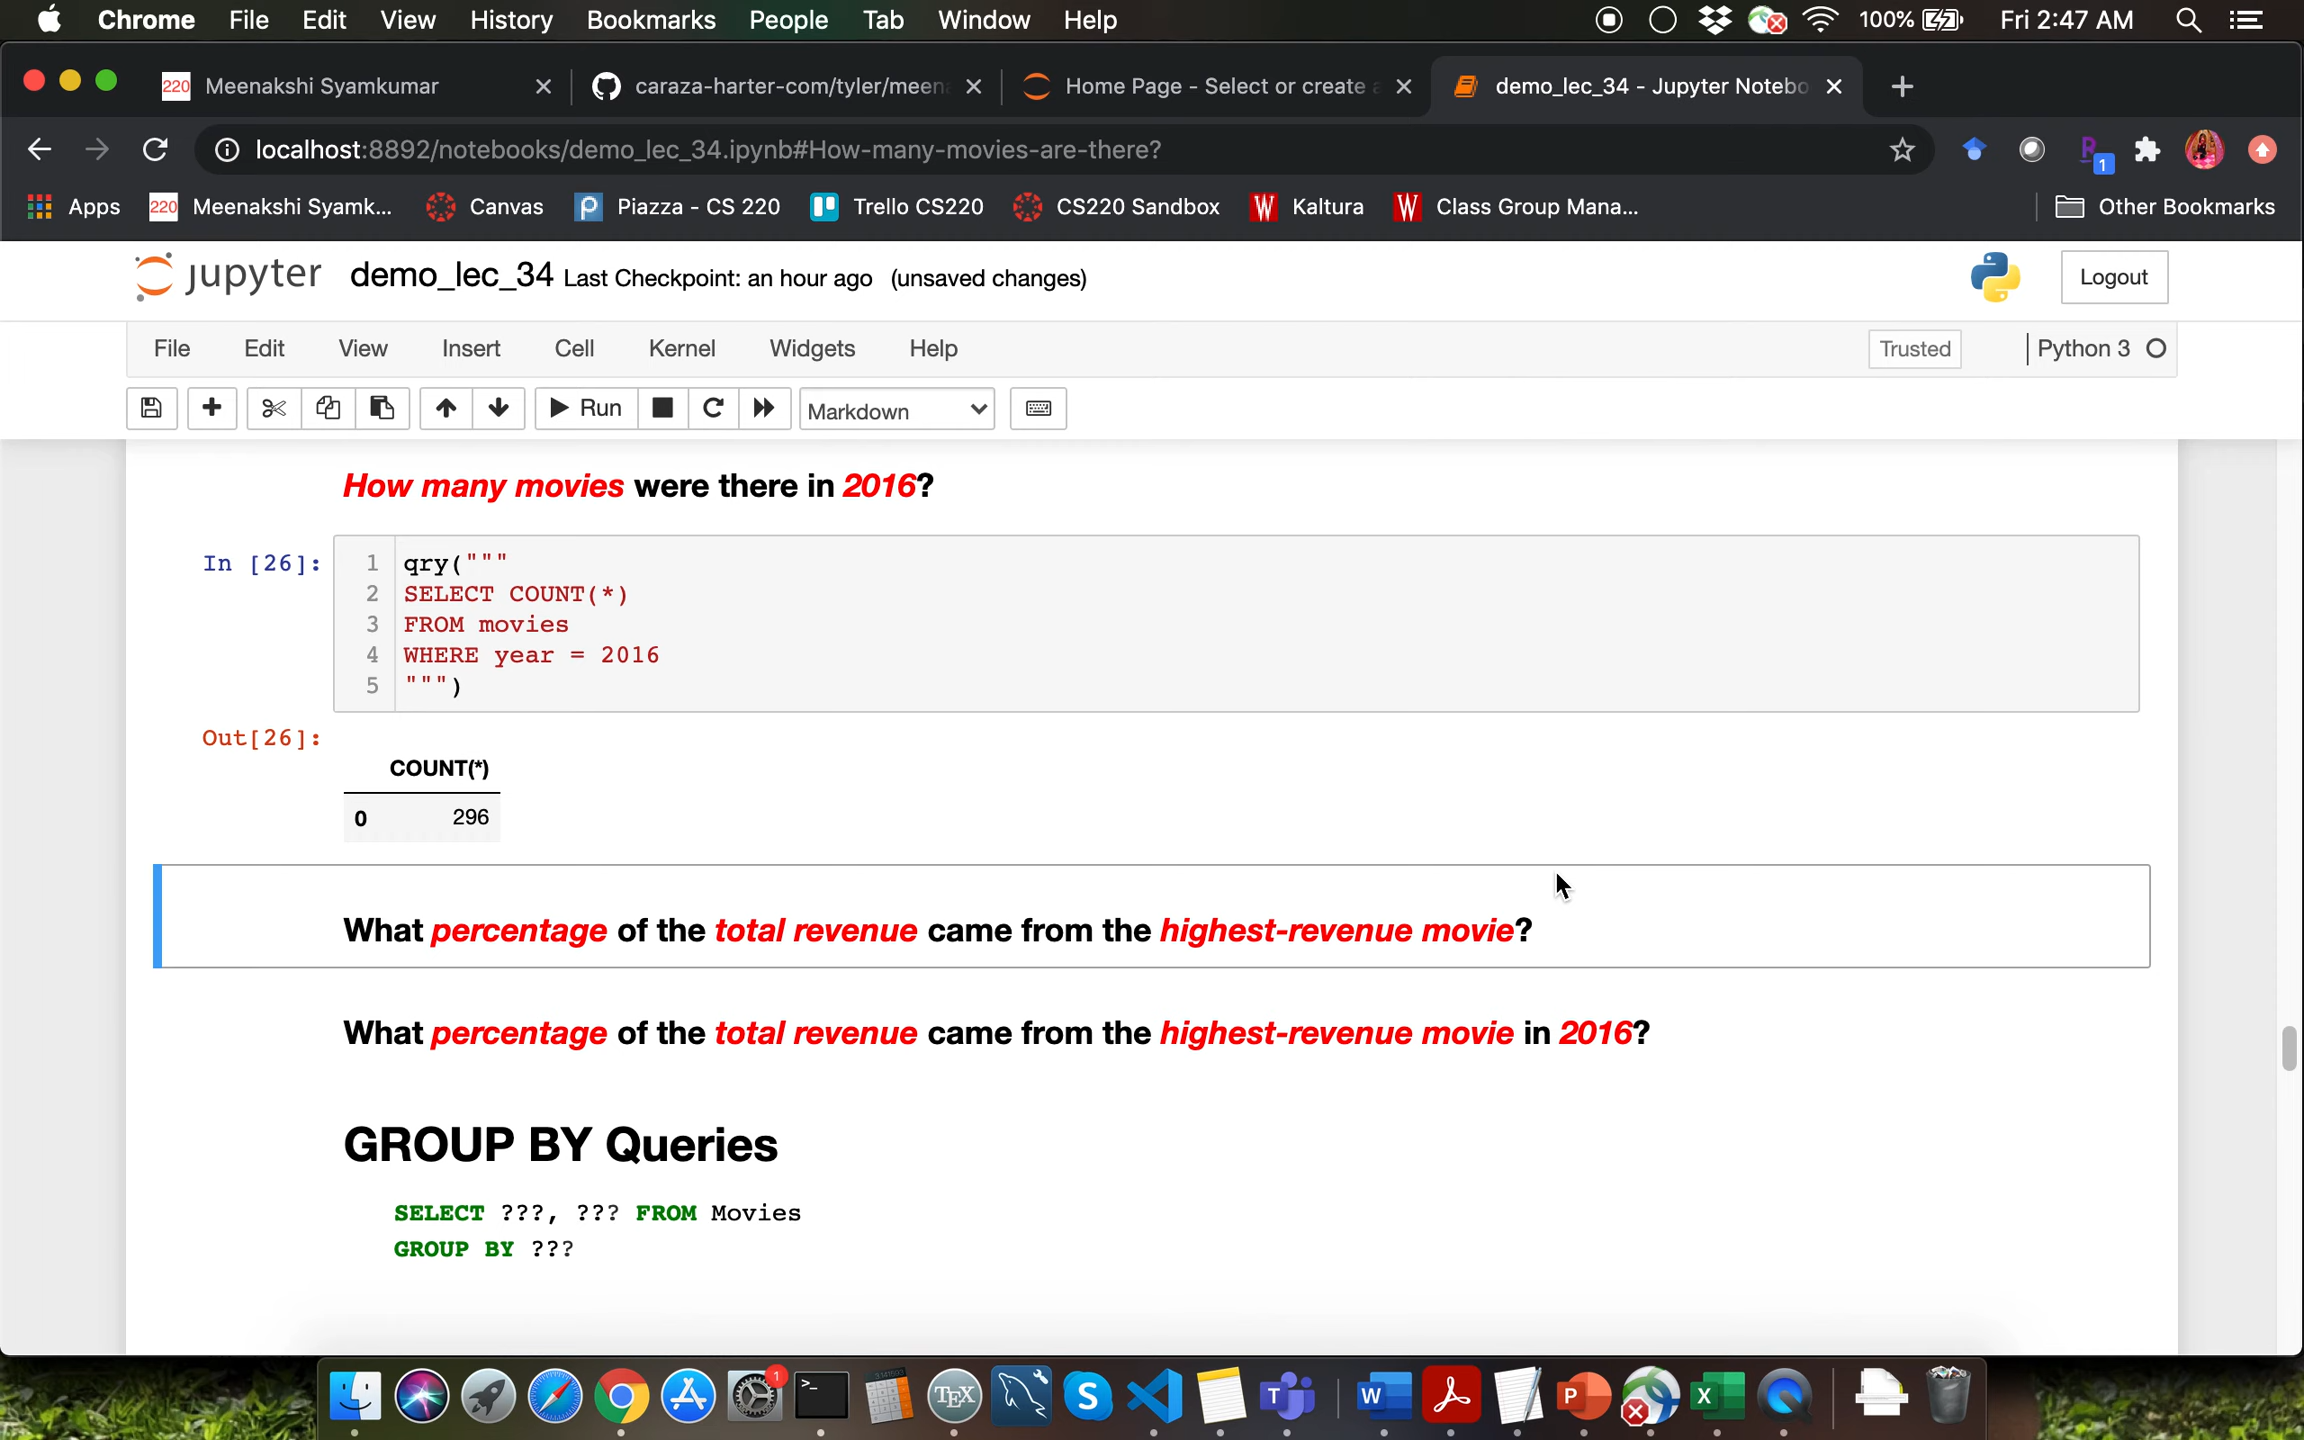 Chrome File Edit View History Bookmarks People Tab Window Help 100% Fri 2:47 AM
220 Meenakshi Syamkumar caraza-harter-com/tyler/meen Home Page - Select or create a demo_lec_34 - Jupyter Notebo
localhost:8892/notebooks/demo_lec_34.ipynb#How-many-movies-are-there? 1
Apps 220 Meenakshi Syamk... Canvas Piazza - CS 220 Trello CS220 CS220 Sandbox Kaltura Class Group Mana... Other Bookmarks
jupyter demo_lec_34 Last Checkpoint: an hour ago (unsaved changes) Logout
File Edit View Insert Cell Kernel Widgets Help Trusted Python 3
Run Markdown
How many movies were there in 2016?
In [26]: 1 qry("""
2 SELECT COUNT(*)
3 FROM movies
4 WHERE year = 2016
5 """)
Out[26]:
COUNT(*)
0 296
What percentage of the total revenue came from the highest-revenue movie?
What percentage of the total revenue came from the highest-revenue movie in 2016?
GROUP BY Queries
SELECT ???, ??? FROM Movies
GROUP BY ???
1 TEX S T W P X